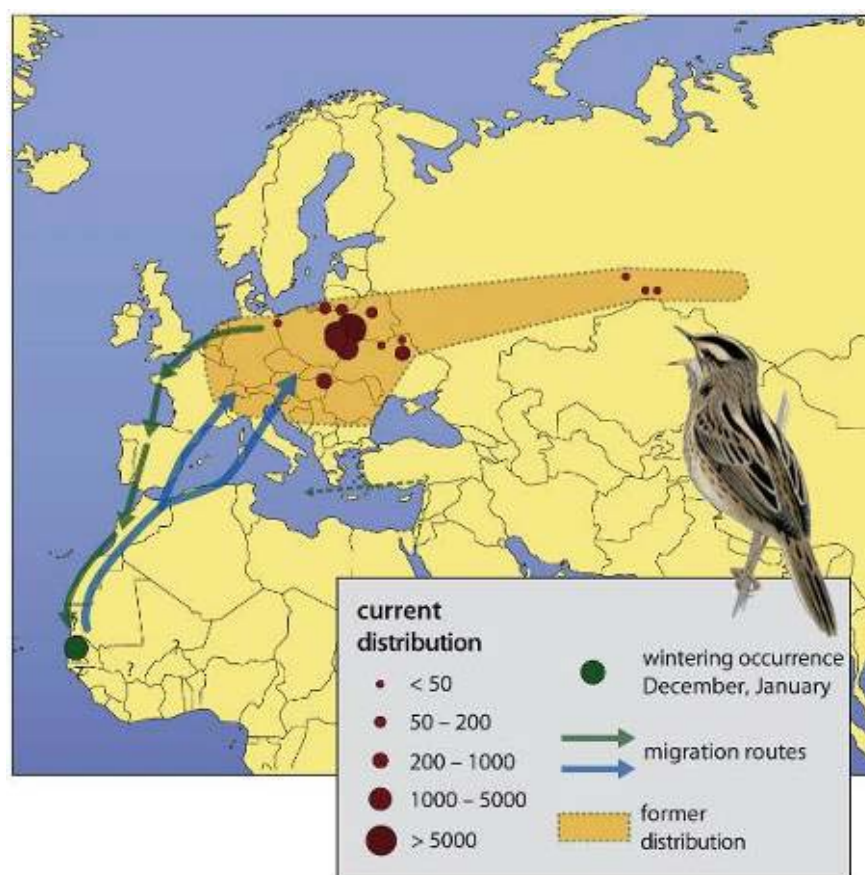 ?
?
current
distribution
< 50
50 – 200
200 – 1000
1000 – 5000
> 5000
wintering occurrence
December, January
migration routes
former
distribution